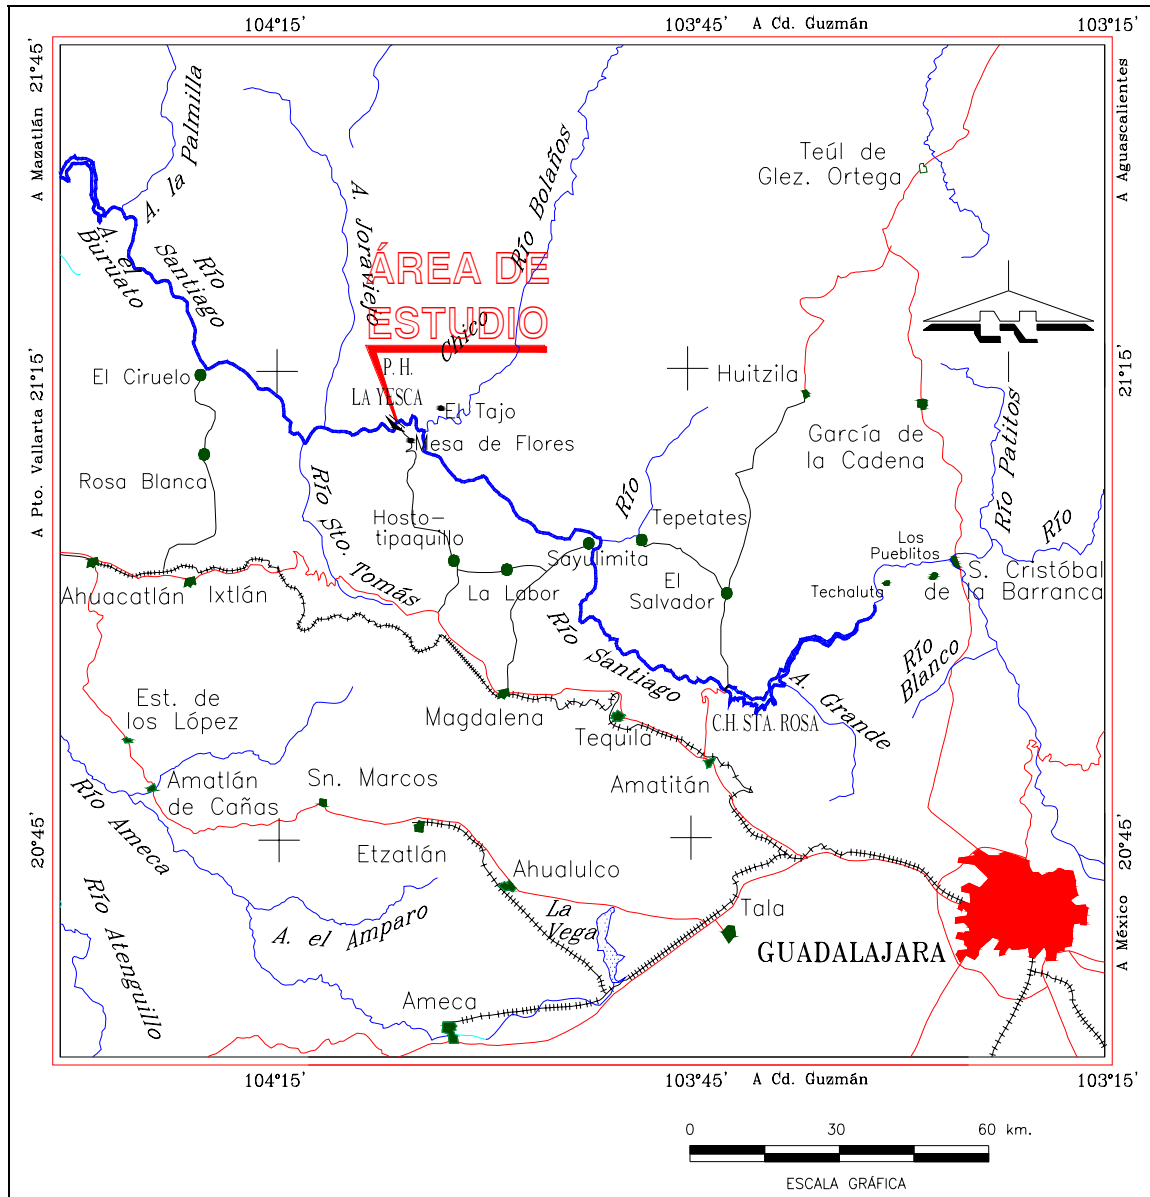 104°15'
103°45'
A Cd. Guzmán
103°15'
A Mazatlán 21°45'
A Aguascalientes
A. la Palmilla
Teúl de
Glez. Ortega
A. Joraviejo
Río Bolaños
A. el
Buruato
Río
Santiago
ÁREA DE
ESTUDIO
Chico
P. H.
LA YESCA
El Ciruelo
A Pto. Vallarta 21°15'
21°15'
Huitzila
El Tajo
Mesa de Flores
García de
la Cadena
Río Patitos
Rosa Blanca
Río Sto. Tomás
Hosto-
tipaquillo
Río
Tepetates
Sayulimita
Los
Pueblitos
Río
Ahuacatlán
Ixtlán
La Labor
El
Salvador
Techaluta
S. Cristóbal
de la Barranca
Río Santiago
Río
Blanco
A. Grande
Est. de
los López
Magdalena
Tequila
C.H. STA. ROSA
Amatitán
Amatlán
de Cañas
Sn. Marcos
Río Ameca
20°45'
20°45'
Etzatlán
Ahualulco
Río Atenguillo
A. el Amparo
La
Vega
Tala
GUADALAJARA
A México
Ameca
104°15'
103°45'
A Cd. Guzmán
103°15'
0 30 60 km.
ESCALA GRÁFICA